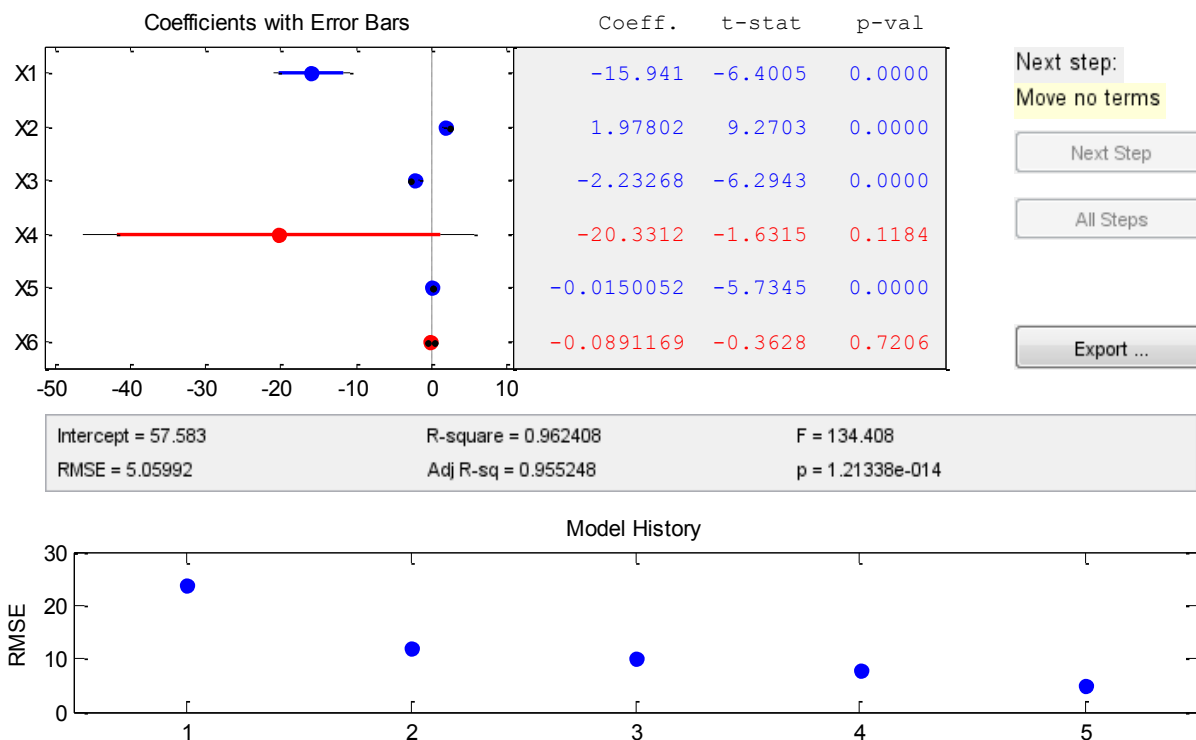 Coefficients with Error Bars
Coeff. t-stat p-val
X1 -15.941 -6.4005 0.0000
X2 1.97802 9.2703 0.0000
X3 -2.23268 -6.2943 0.0000
X4 -20.3312 -1.6315 0.1184
X5 -0.0150052 -5.7345 0.0000
X6 -0.0891169 -0.3628 0.7206
-50 -40 -30 -20 -10 0 10
Next step:
Move no terms
Next Step
All Steps
Export ...
Intercept = 57.583 R-square = 0.962408 F = 134.408
RMSE = 5.05992 Adj R-sq = 0.955248 p = 1.21338e-014
Model History
RMSE
30
20
10
0
1 2 3 4 5